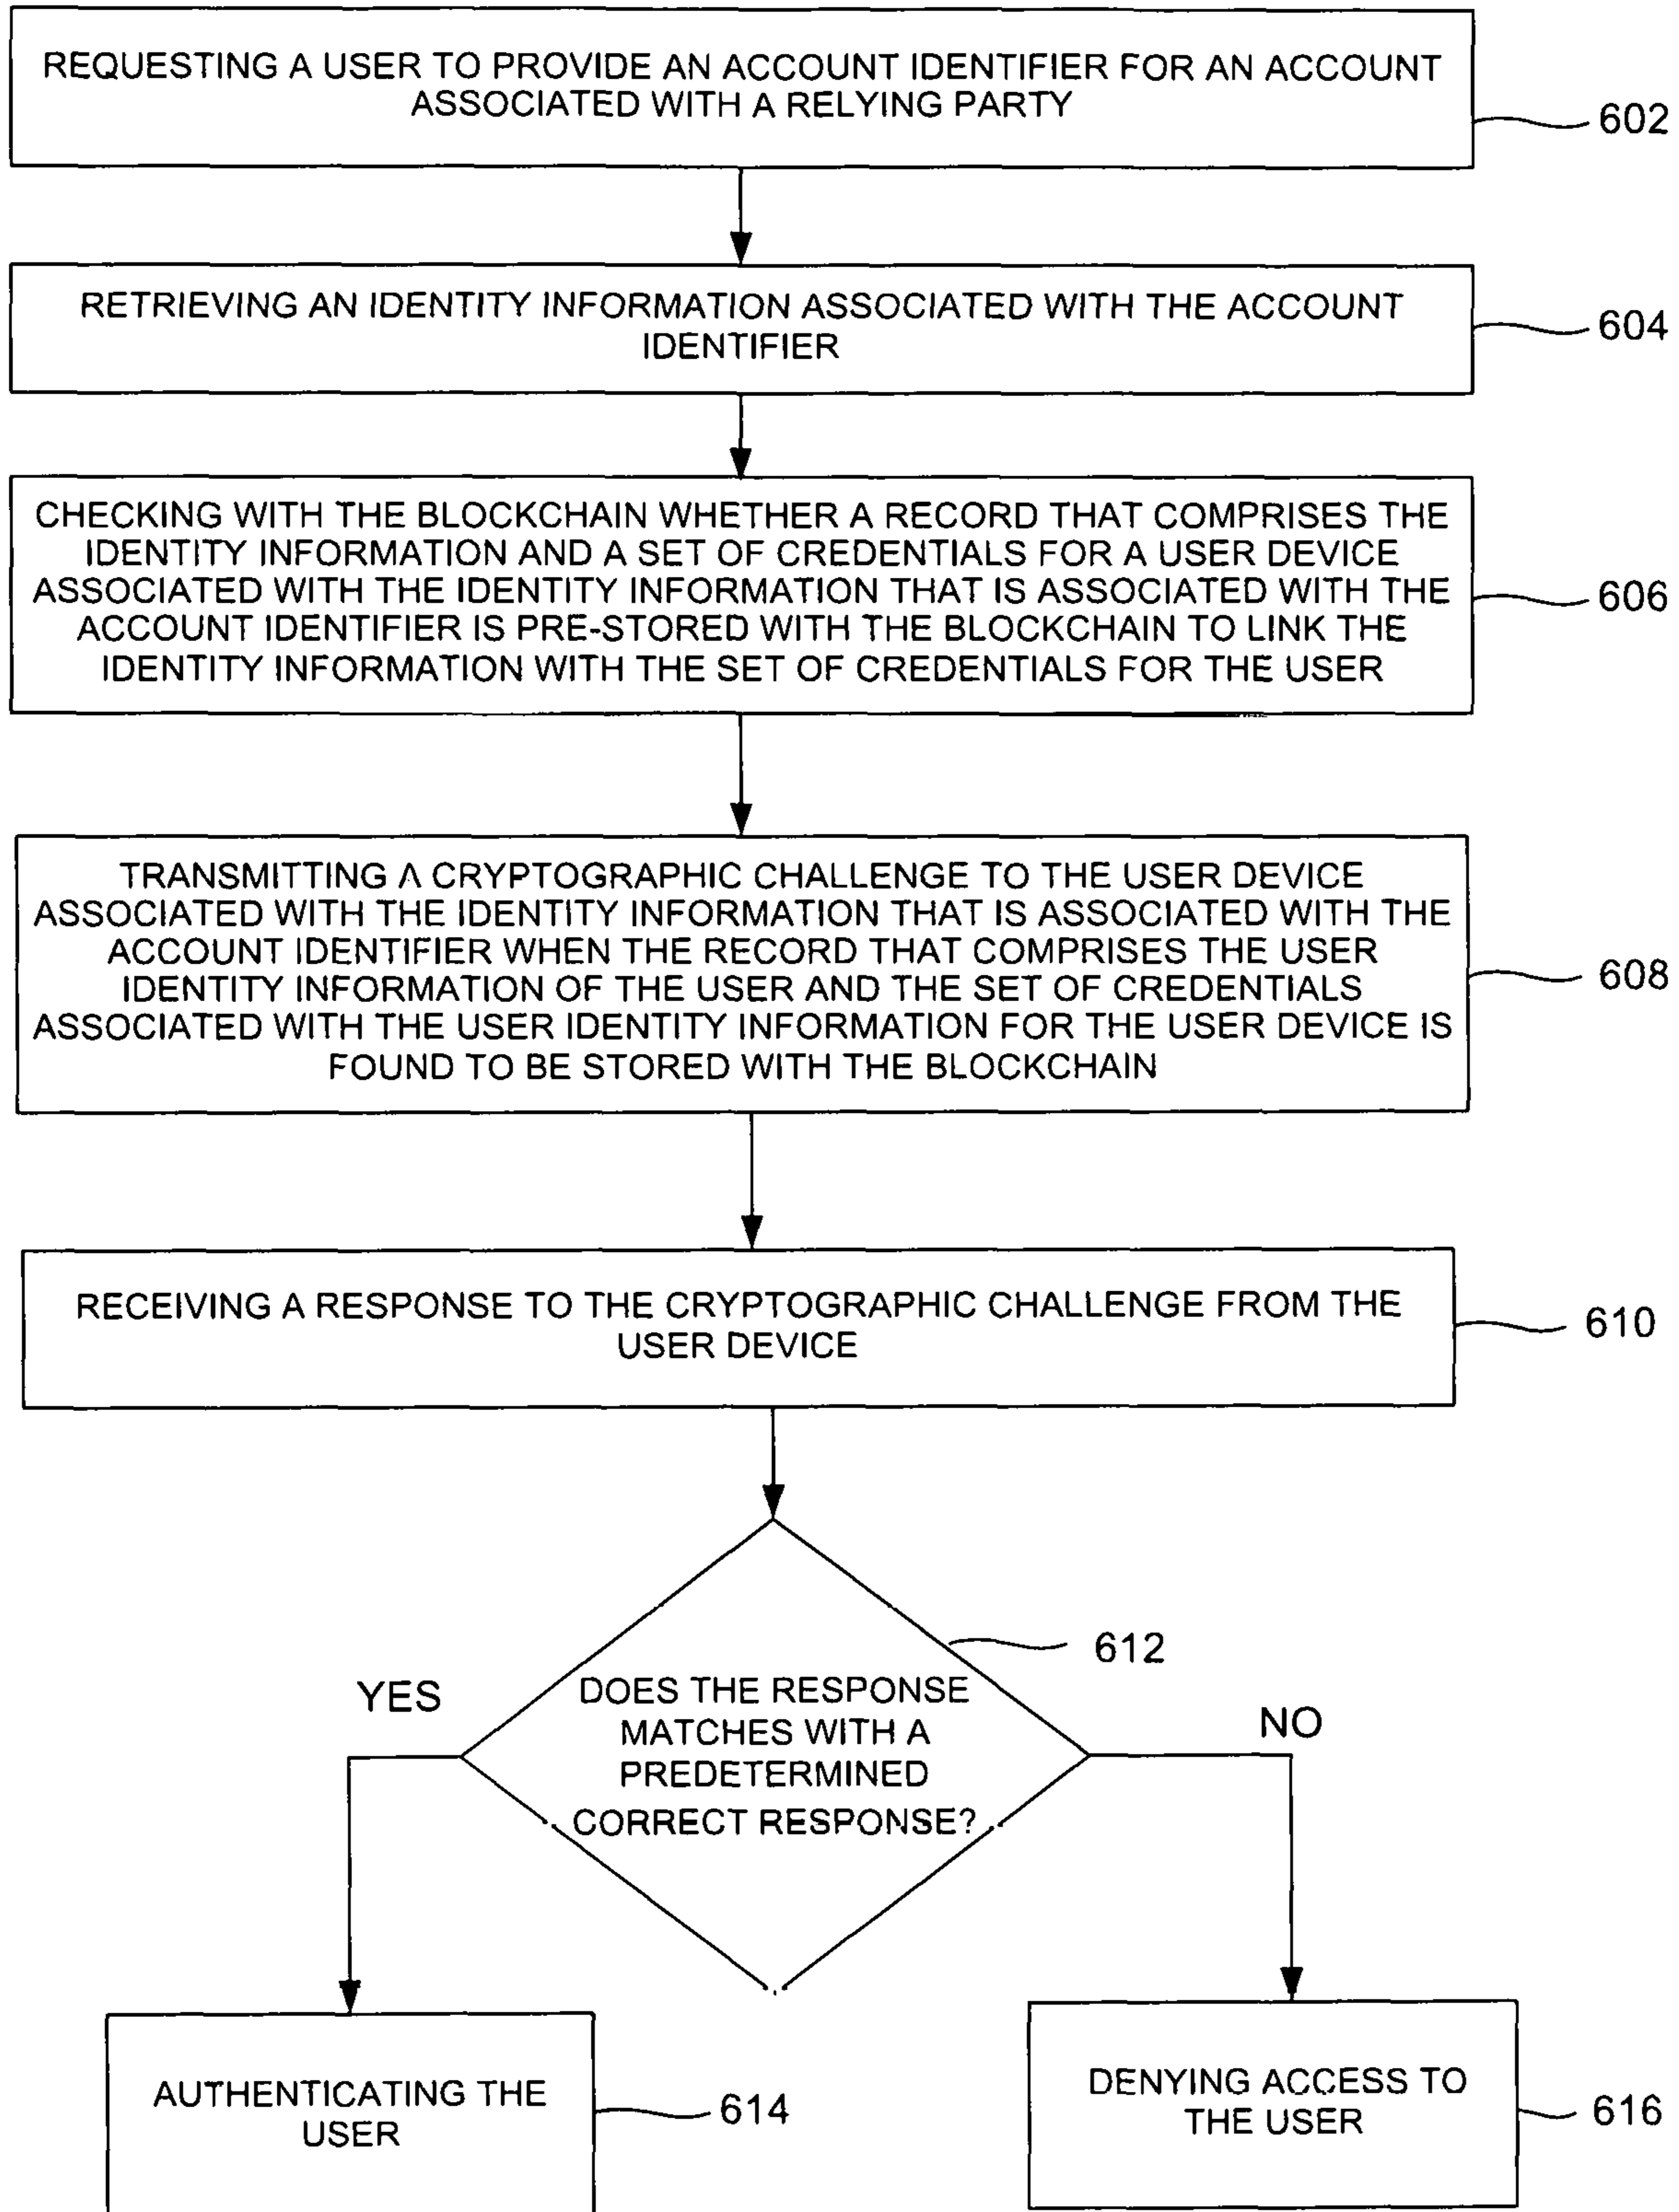 REQUESTING A USER TO PROVIDE AN ACCOUNT IDENTIFIER FOR AN ACCOUNT
ASSOCIATED WITH A RELYING PARTY
602
RETRIEVING AN IDENTITY INFORMATION ASSOCIATED WITH THE ACCOUNT
IDENTIFIER
604
CHECKING WITH THE BLOCKCHAIN WHETHER A RECORD THAT COMPRISES THE
IDENTITY INFORMATION AND A SET OF CREDENTIALS FOR A USER DEVICE
ASSOCIATED WITH THE IDENTITY INFORMATION THAT IS ASSOCIATED WITH THE
ACCOUNT IDENTIFIER IS PRE-STORED WITH THE BLOCKCHAIN TO LINK THE
IDENTITY INFORMATION WITH THE SET OF CREDENTIALS FOR THE USER
606
TRANSMITTING A CRYPTOGRAPHIC CHALLENGE TO THE USER DEVICE
ASSOCIATED WITH THE IDENTITY INFORMATION THAT IS ASSOCIATED WITH THE
ACCOUNT IDENTIFIER WHEN THE RECORD THAT COMPRISES THE USER
IDENTITY INFORMATION OF THE USER AND THE SET OF CREDENTIALS
ASSOCIATED WITH THE USER IDENTITY INFORMATION FOR THE USER DEVICE IS
FOUND TO BE STORED WITH THE BLOCKCHAIN
608
RECEIVING A RESPONSE TO THE CRYPTOGRAPHIC CHALLENGE FROM THE
USER DEVICE
610
612
YES
DOES THE RESPONSE
MATCHES WITH A
PREDETERMINED
CORRECT RESPONSE?
NO
AUTHENTICATING THE
USER
614
DENYING ACCESS TO
THE USER
616